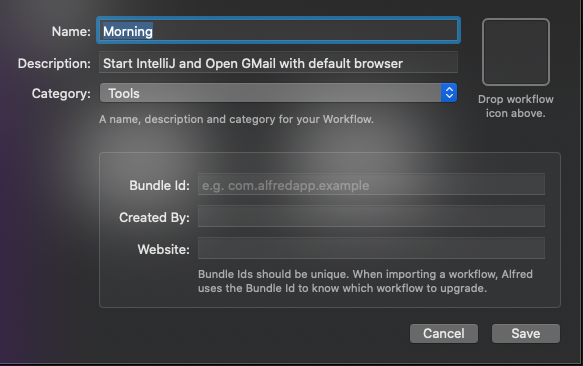 Name: Morning
Description: Start IntelliJ and Open GMail with default browser
Category: Tools
Drop workflow
icon above.
A name, description and category for your Workflow.
Bundle Id: e.g. com.alfredapp.example
Created By:
Website:
Bundle Ids should be unique. When importing a workflow, Alfred
uses the Bundle Id to know which workflow to upgrade.
Cancel Save